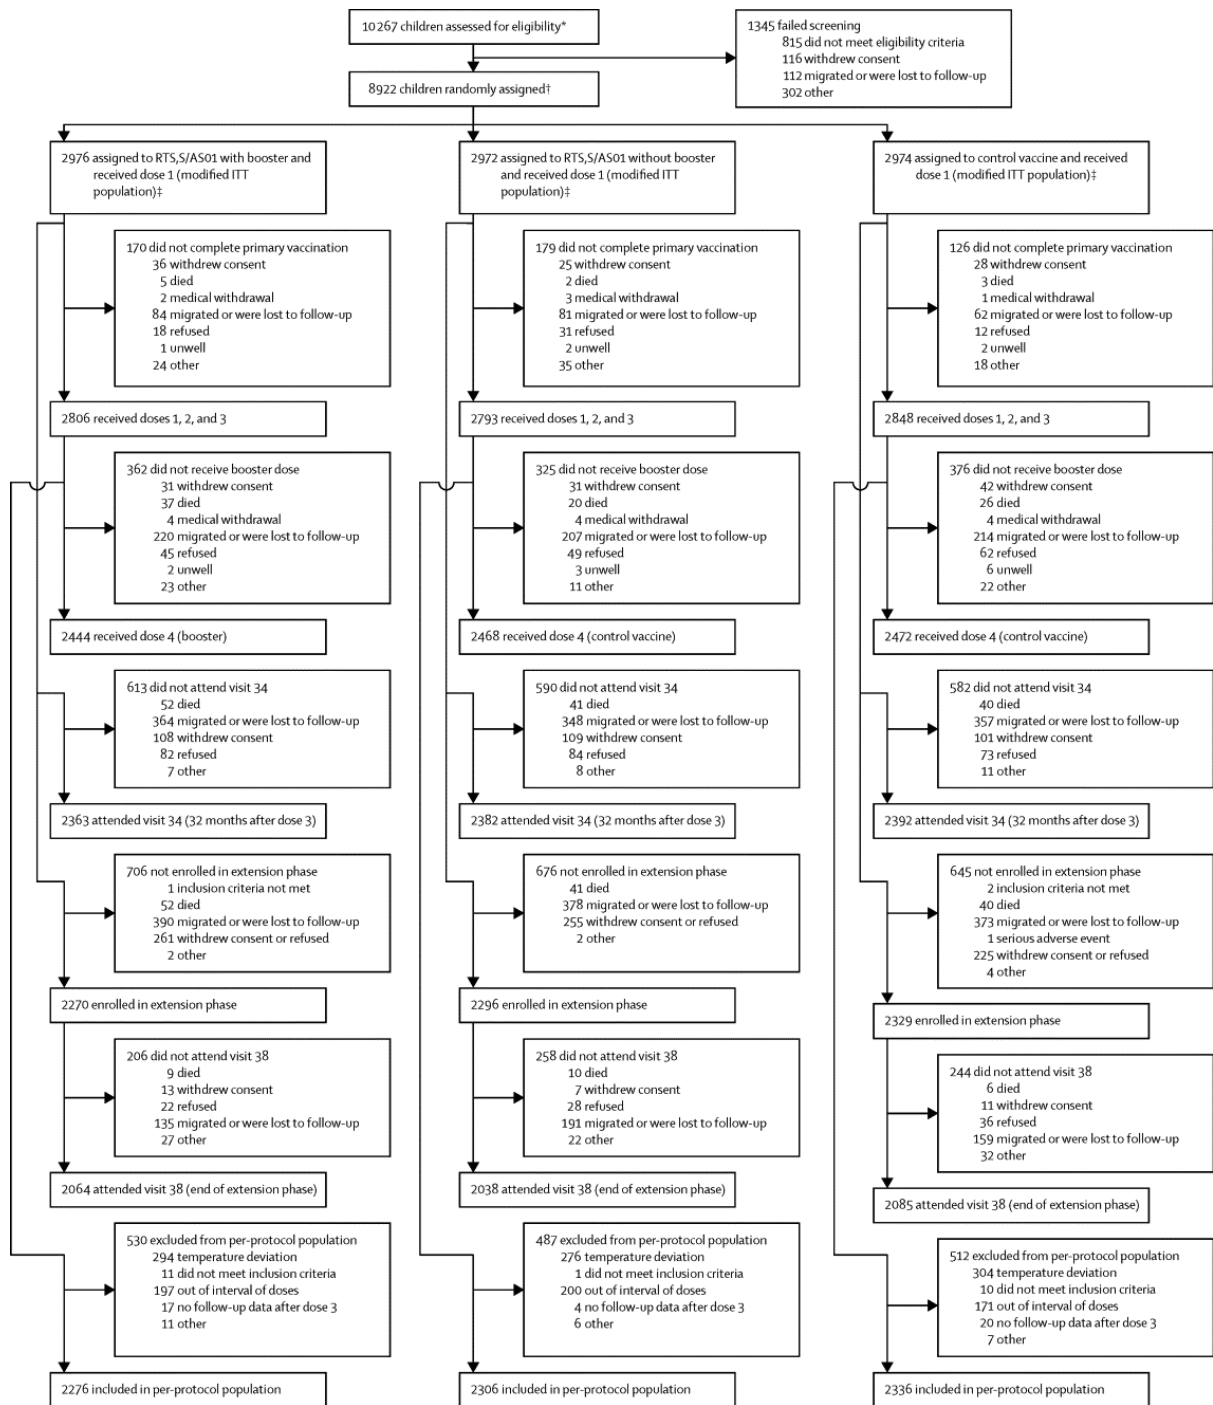 10 267 children assessed for eligibility*
1345 failed screening
815 did not meet eligibility criteria
116 withdrew consent
112 migrated or were lost to follow-up
302 other
8922 children randomly assigned†
2976 assigned to RTS,S/AS01 with booster and
received dose 1 (modified ITT
population)‡
170 did not complete primary vaccination
36 withdrew consent
5 died
2 medical withdrawal
84 migrated or were lost to follow-up
18 refused
1 unwell
24 other
2806 received doses 1, 2, and 3
362 did not receive booster dose
31 withdrew consent
37 died
4 medical withdrawal
220 migrated or were lost to follow-up
45 refused
2 unwell
23 other
2444 received dose 4 (booster)
613 did not attend visit 34
52 died
364 migrated or were lost to follow-up
108 withdrew consent
82 refused
7 other
2363 attended visit 34 (32 months after dose 3)
706 not enrolled in extension phase
1 inclusion criteria not met
52 died
390 migrated or were lost to follow-up
261 withdrew consent or refused
2 other
2270 enrolled in extension phase
206 did not attend visit 38
9 died
13 withdrew consent
22 refused
135 migrated or were lost to follow-up
27 other
2064 attended visit 38 (end of extension phase)
530 excluded from per-protocol population
294 temperature deviation
11 did not meet inclusion criteria
197 out of interval of doses
17 no follow-up data after dose 3
11 other
2276 included in per-protocol population
2972 assigned to RTS,S/AS01 without booster
and received dose 1 (modified ITT
population)‡
179 did not complete primary vaccination
25 withdrew consent
2 died
3 medical withdrawal
81 migrated or were lost to follow-up
31 refused
2 unwell
35 other
2793 received doses 1, 2, and 3
325 did not receive booster dose
31 withdrew consent
20 died
4 medical withdrawal
207 migrated or were lost to follow-up
49 refused
3 unwell
11 other
2468 received dose 4 (control vaccine)
590 did not attend visit 34
41 died
348 migrated or were lost to follow-up
109 withdrew consent
84 refused
8 other
2382 attended visit 34 (32 months after dose 3)
676 not enrolled in extension phase
41 died
378 migrated or were lost to follow-up
255 withdrew consent or refused
2 other
2296 enrolled in extension phase
258 did not attend visit 38
10 died
7 withdrew consent
28 refused
191 migrated or were lost to follow-up
22 other
2038 attended visit 38 (end of extension phase)
487 excluded from per-protocol population
276 temperature deviation
1 did not meet inclusion criteria
200 out of interval of doses
4 no follow-up data after dose 3
6 other
2306 included in per-protocol population
2974 assigned to control vaccine and received
dose 1 (modified ITT population)‡
126 did not complete primary vaccination
28 withdrew consent
3 died
1 medical withdrawal
62 migrated or were lost to follow-up
12 refused
2 unwell
18 other
2848 received doses 1, 2, and 3
376 did not receive booster dose
42 withdrew consent
26 died
4 medical withdrawal
214 migrated or were lost to follow-up
62 refused
6 unwell
22 other
2472 received dose 4 (control vaccine)
582 did not attend visit 34
40 died
357 migrated or were lost to follow-up
101 withdrew consent
73 refused
11 other
2392 attended visit 34 (32 months after dose 3)
645 not enrolled in extension phase
2 inclusion criteria not met
40 died
373 migrated or were lost to follow-up
1 serious adverse event
225 withdrew consent or refused
4 other
2329 enrolled in extension phase
244 did not attend visit 38
6 died
11 withdrew consent
36 refused
159 migrated or were lost to follow-up
32 other
2085 attended visit 38 (end of extension phase)
512 excluded from per-protocol population
304 temperature deviation
10 did not meet inclusion criteria
171 out of interval of doses
20 no follow-up data after dose 3
7 other
2336 included in per-protocol population